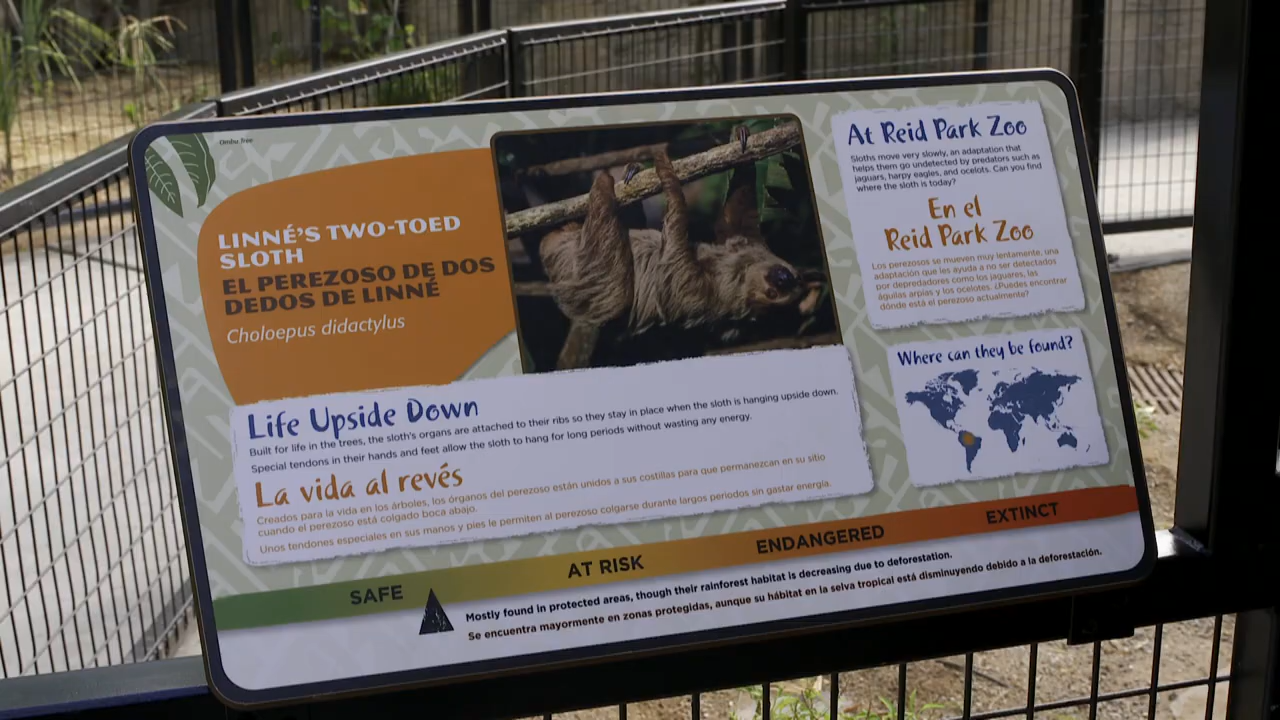 Ombu Tree
LINNÉ'S TWO-TOED
SLOTH
EL PEREZOSO DE DOS
DEDOS DE LINNÉ
Choloepus didactylus
Life Upside Down
Built for life in the trees, the sloth's organs are attached to their ribs so they stay in place when the sloth is hanging upside down.
Special tendons in their hands and feet allow the sloth to hang for long periods without wasting any energy.
La vida al revés
Creados para la vida en los árboles, los órganos del perezoso están unidos a sus costillas para que permanezcan en su sitio
cuando el perezoso está colgado boca abajo.
Unos tendones especiales en sus manos y pies le permiten al perezoso colgarse durante largos periodos sin gastar energía.
At Reid Park Zoo
Sloths move very slowly, an adaptation that
helps them go undetected by predators such as
jaguars, harpy eagles, and ocelots. Can you find
where the sloth is today?
En el
Reid Park Zoo
Los perezosos se mueven muy lentamente, una
adaptación que les ayuda a no ser detectados
por depredadores como los jaguares, las
águilas arpías y los ocelotes. ¿Puedes encontrar
dónde está el perezoso actualmente?
Where can they be found?
SAFE
AT RISK
ENDANGERED
EXTINCT
Mostly found in protected areas, though their rainforest habitat is decreasing due to deforestation.
Se encuentra mayormente en zonas protegidas, aunque su hábitat en la selva tropical está disminuyendo debido a la deforestación.